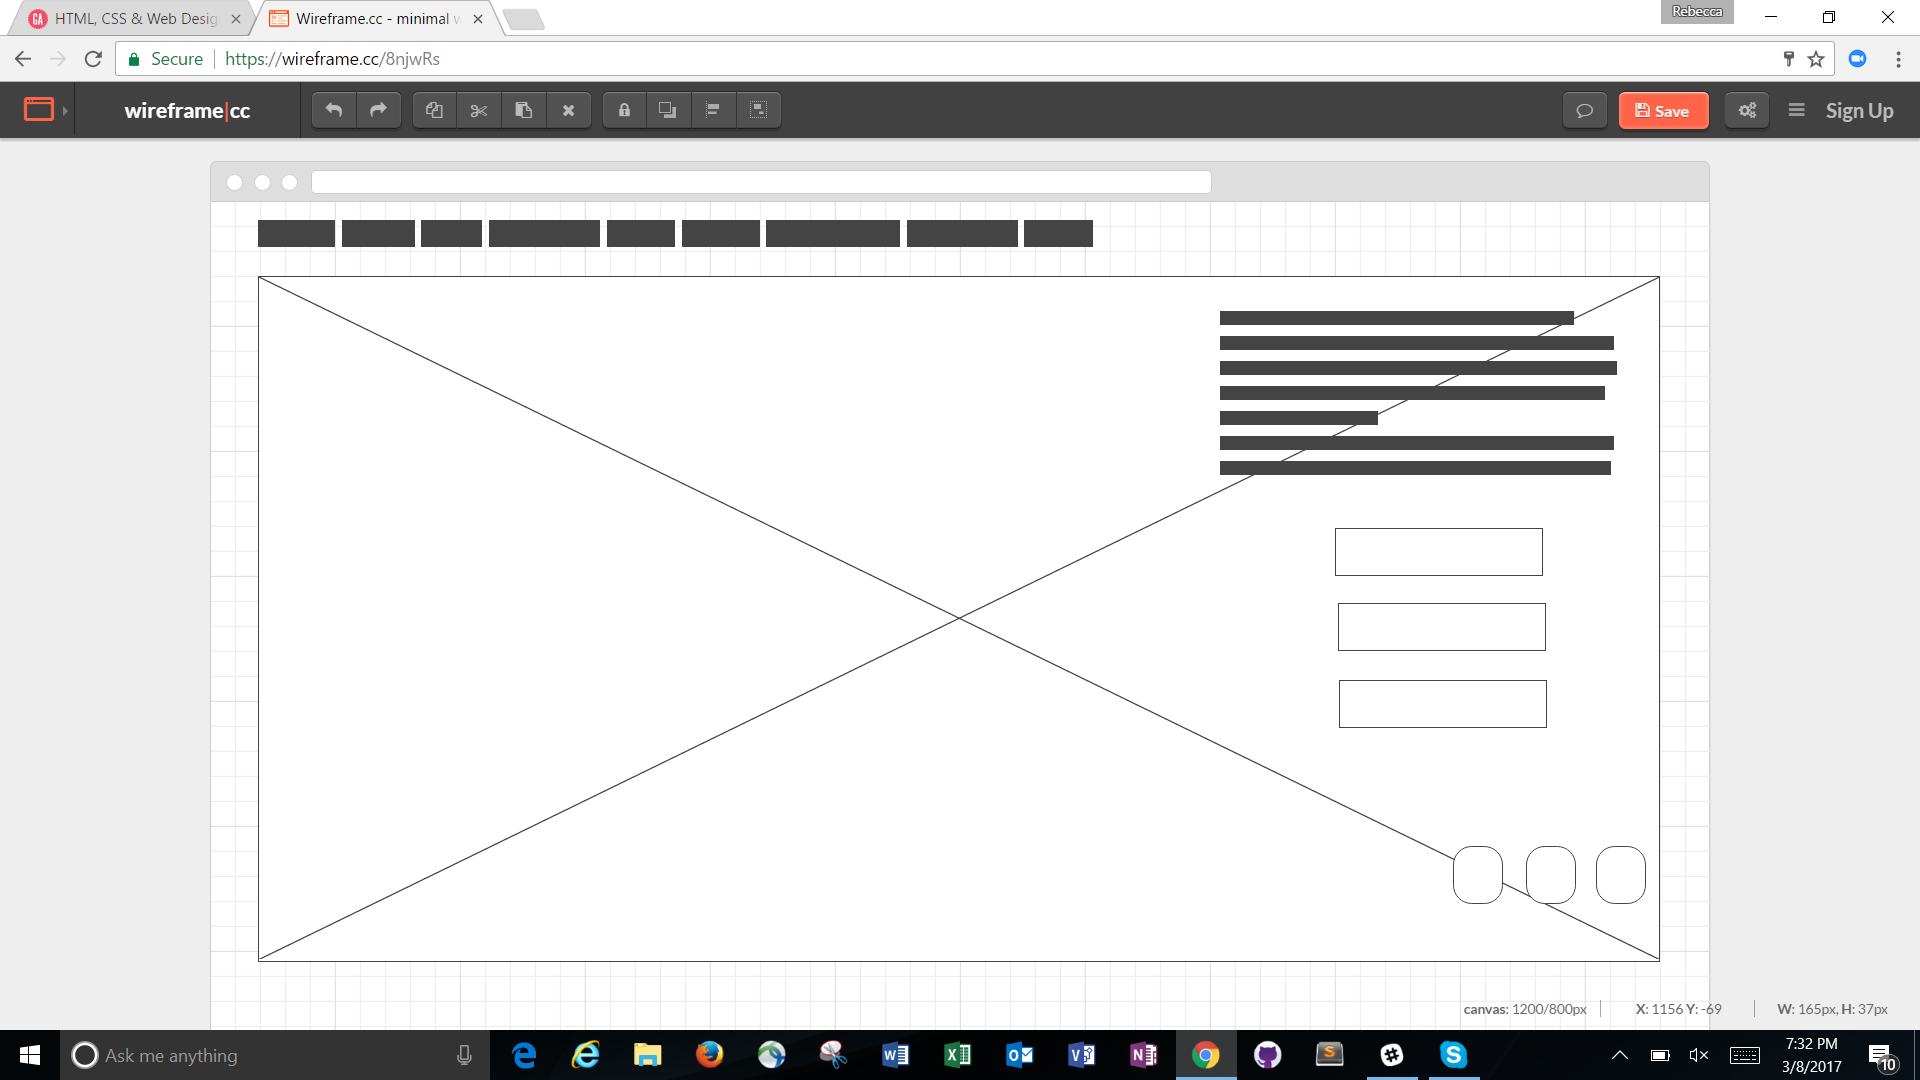 HTML, CSS & Web Desig
Wireframe.cc - minimal w
Rebecca
Secure
https://wireframe.cc/8njwRs
wireframe|cc
Save
Sign Up
canvas: 1200/800px
X: 1156 Y: -69
W: 165px, H: 37px
Ask me anything
7:32 PM
3/8/2017
10